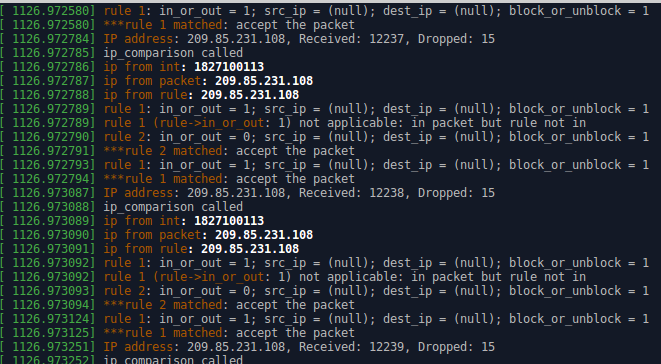 [ 1126.972580] rule 1: in_or_out = 1; src_ip = (null); dest_ip = (null); block_or_unblock = 1
[ 1126.972580] ***rule 1 matched: accept the packet
[ 1126.972784] IP address: 209.85.231.108, Received: 12237, Dropped: 15
[ 1126.972785] ip_comparison called
[ 1126.972786] ip from int: 1827100113
[ 1126.972787] ip from packet: 209.85.231.108
[ 1126.972788] ip from rule: 209.85.231.108
[ 1126.972789] rule 1: in_or_out = 1; src_ip = (null); dest_ip = (null); block_or_unblock = 1
[ 1126.972789] rule 1 (rule->in_or_out: 1) not applicable: in packet but rule not in
[ 1126.972790] rule 2: in_or_out = 0; src_ip = (null); dest_ip = (null); block_or_unblock = 1
[ 1126.972791] ***rule 2 matched: accept the packet
[ 1126.972793] rule 1: in_or_out = 1; src_ip = (null); dest_ip = (null); block_or_unblock = 1
[ 1126.972794] ***rule 1 matched: accept the packet
[ 1126.973087] IP address: 209.85.231.108, Received: 12238, Dropped: 15
[ 1126.973088] ip_comparison called
[ 1126.973089] ip from int: 1827100113
[ 1126.973090] ip from packet: 209.85.231.108
[ 1126.973091] ip from rule: 209.85.231.108
[ 1126.973092] rule 1: in_or_out = 1; src_ip = (null); dest_ip = (null); block_or_unblock = 1
[ 1126.973092] rule 1 (rule->in_or_out: 1) not applicable: in packet but rule not in
[ 1126.973093] rule 2: in_or_out = 0; src_ip = (null); dest_ip = (null); block_or_unblock = 1
[ 1126.973094] ***rule 2 matched: accept the packet
[ 1126.973124] rule 1: in_or_out = 1; src_ip = (null); dest_ip = (null); block_or_unblock = 1
[ 1126.973125] ***rule 1 matched: accept the packet
[ 1126.973251] IP address: 209.85.231.108, Received: 12239, Dropped: 15
[ 1126.973252] ip_comparison called